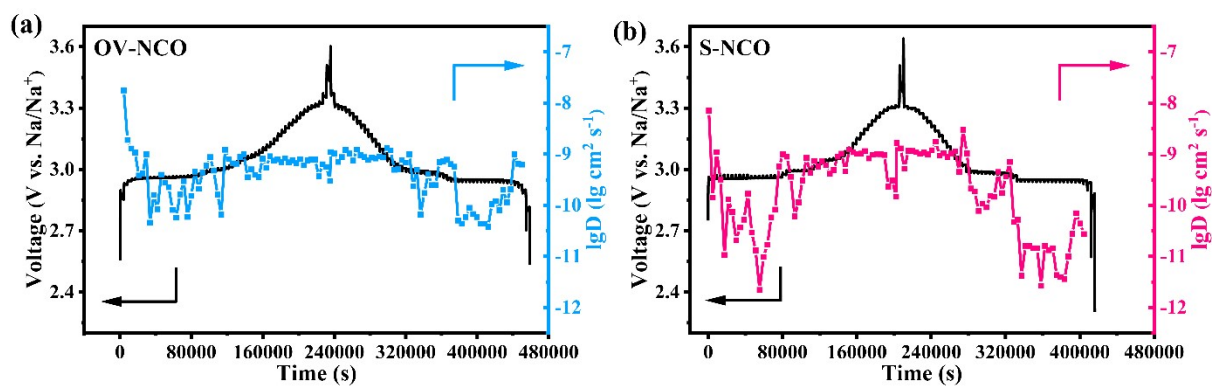 (a)
OV-NCO
Voltage (V vs. Na/Na⁺)
3.6
3.3
3.0
2.7
2.4
-7
-8
-9
-10
-11
-12
lgD (lg cm2 s-1)
0 80000 160000 240000 320000 400000 480000
Time (s)
(b)
S-NCO
Voltage (V vs. Na/Na⁺)
3.6
3.3
3.0
2.7
2.4
-7
-8
-9
-10
-11
-12
lgD (lg cm2 s-1)
0 80000 160000 240000 320000 400000 480000
Time (s)